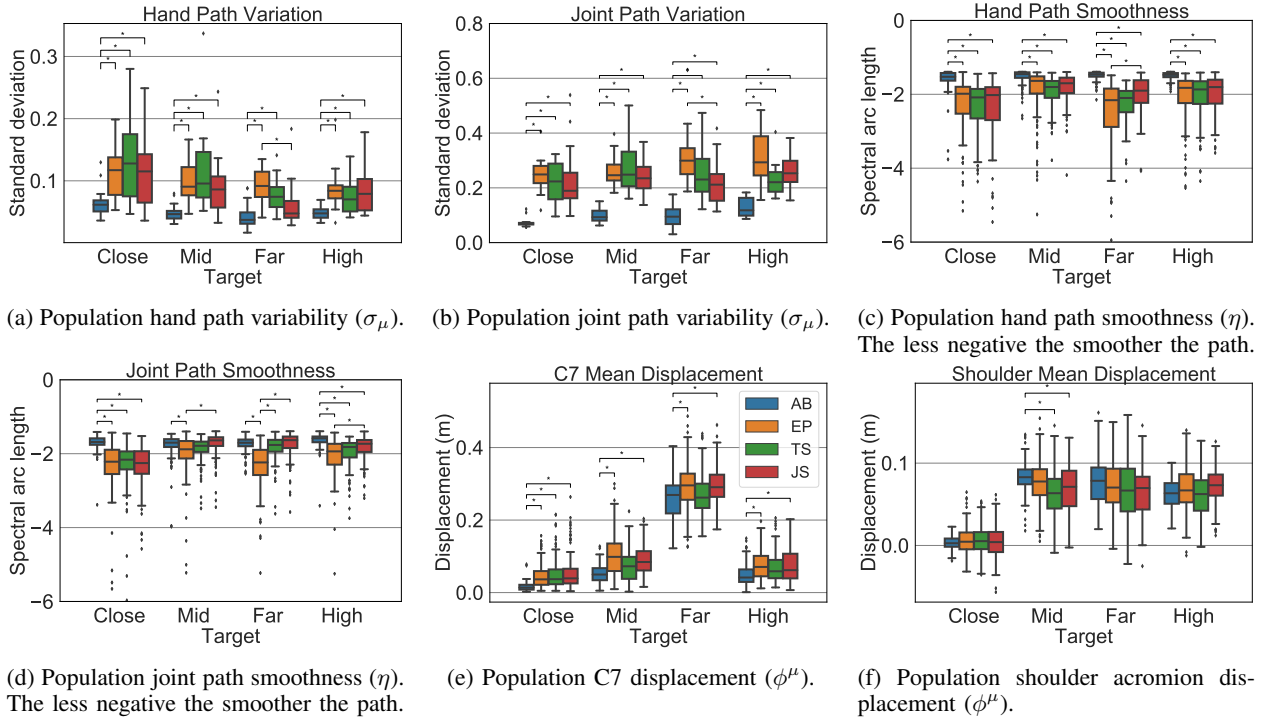 Hand Path Variation
Standard deviation
0.3
0.2
0.1
Close Mid Far High
Target
(a) Population hand path variability (σμ).
Joint Path Variation
Standard deviation
0.8
0.6
0.4
0.2
0.0
Close Mid Far High
Target
(b) Population joint path variability (σμ).
Hand Path Smoothness
Spectral arc length
0
−2
−4
−6
Close Mid Far High
Target
(c) Population hand path smoothness (η).
The less negative the smoother the path.
Joint Path Smoothness
Spectral arc length
0
−2
−4
−6
Close Mid Far High
Target
(d) Population joint path smoothness (η).
The less negative the smoother the path.
C7 Mean Displacement
Displacement (m)
0.4
0.2
0.0
AB
EP
TS
JS
Close Mid Far High
Target
(e) Population C7 displacement (ϕμ).
Shoulder Mean Displacement
Displacement (m)
0.1
0.0
Close Mid Far High
Target
(f) Population shoulder acromion dis-
placement (ϕμ).